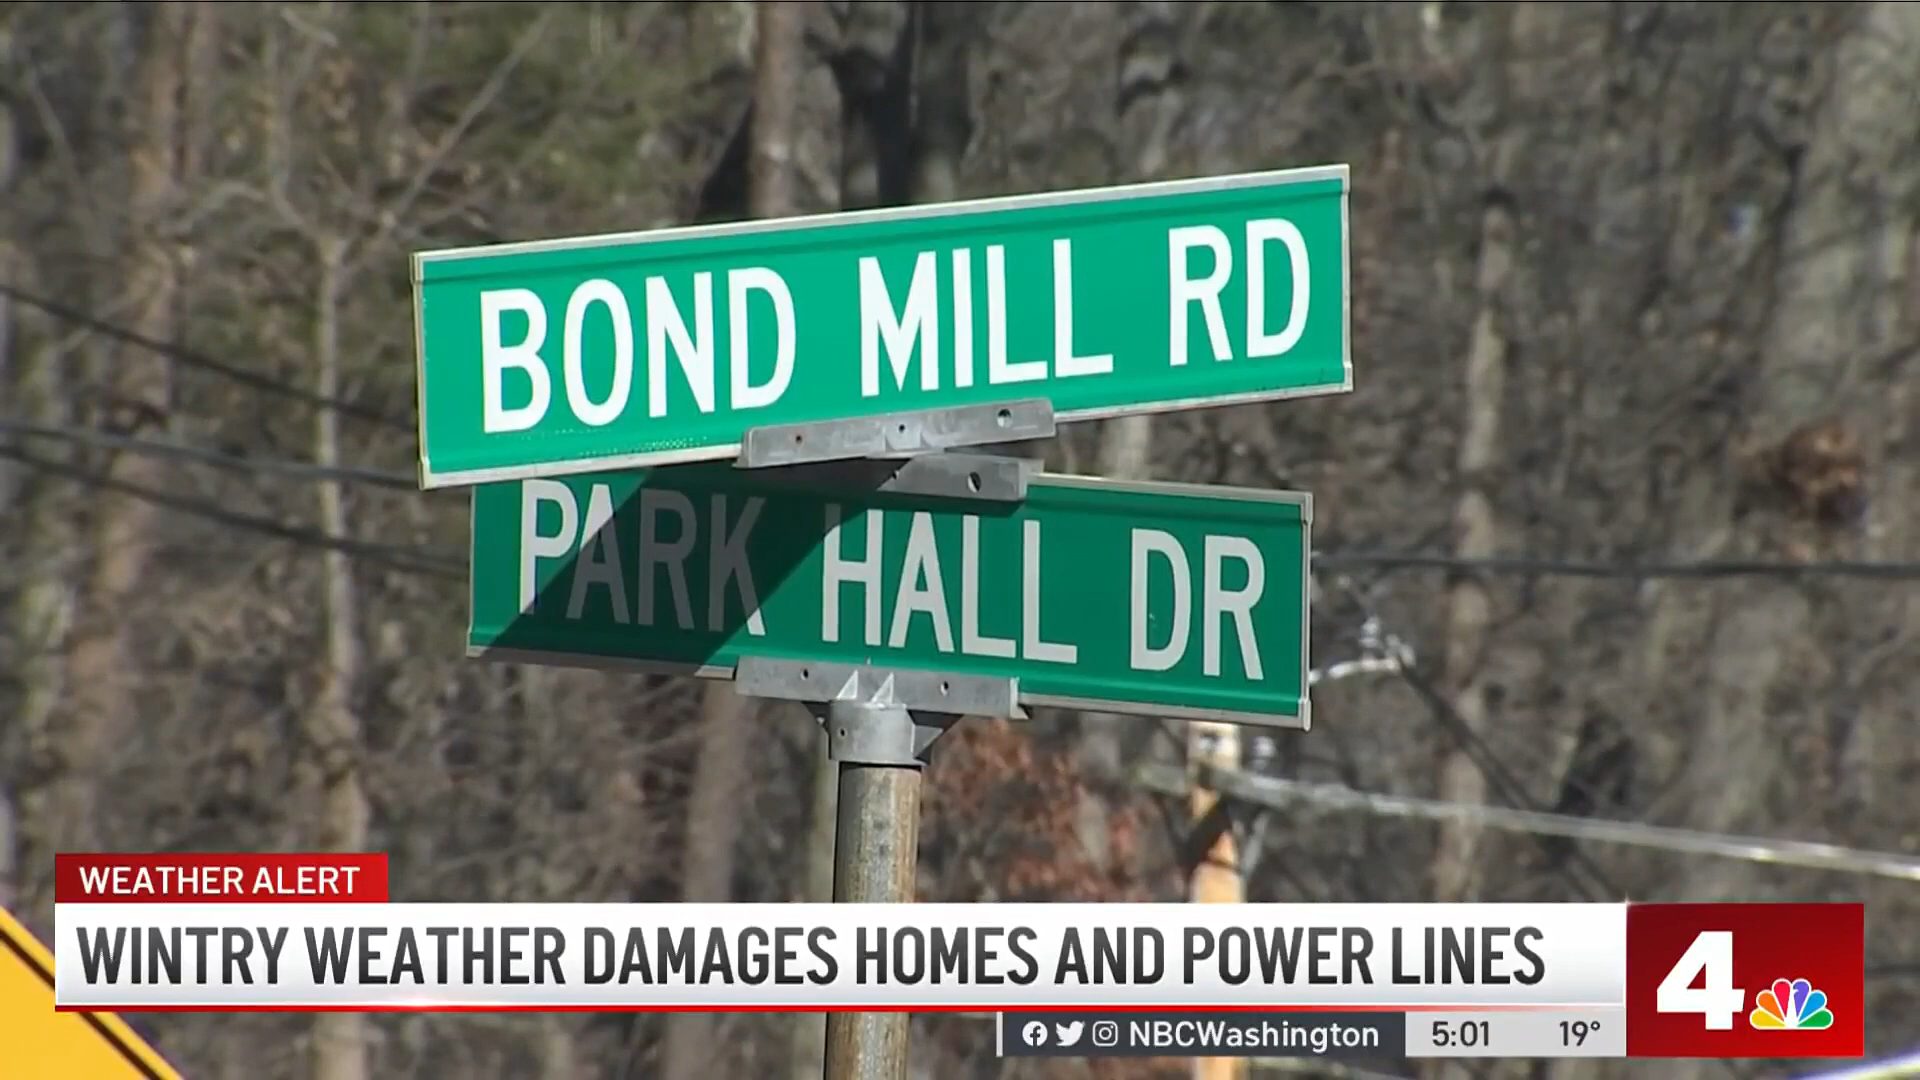 BOND MILL RD
PARK HALL DR
WEATHER ALERT
WINTRY WEATHER DAMAGES HOMES AND POWER LINES
4
NBCWashington
5:01 19°